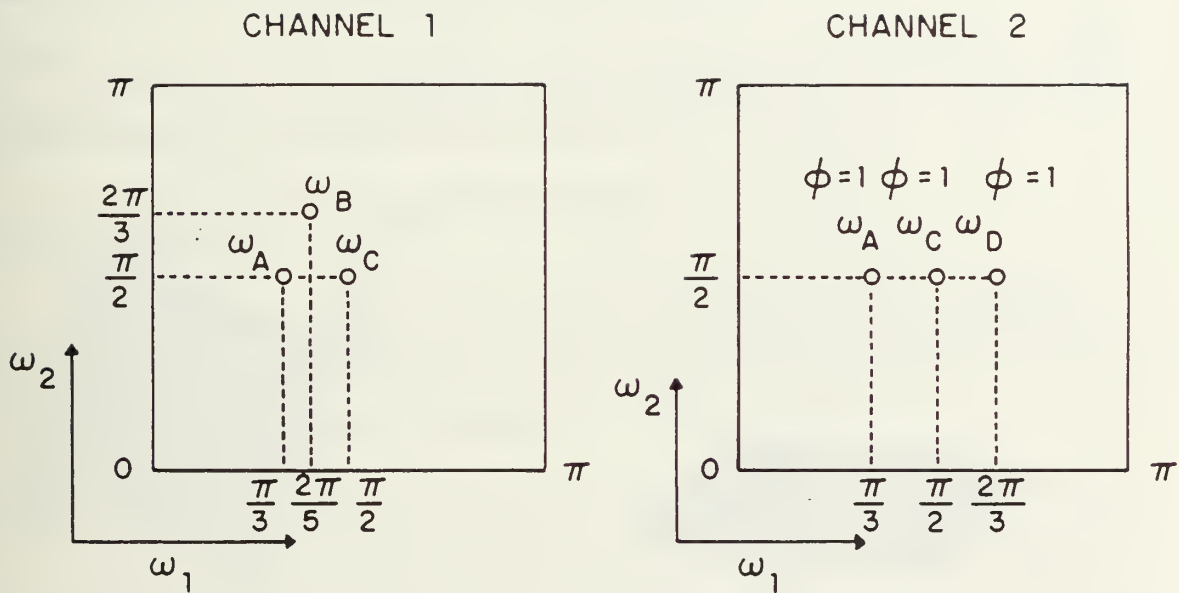 CHANNEL 1
π
2π/3
π/2
0
ω_B
ω_A ω_C
π/3 2π/5 π/2 π
ω_2
ω_1
CHANNEL 2
π
π/2
0
φ=1 φ=1 φ=1
ω_A ω_C ω_D
π/3 π/2 2π/3 π
ω_2
ω_1